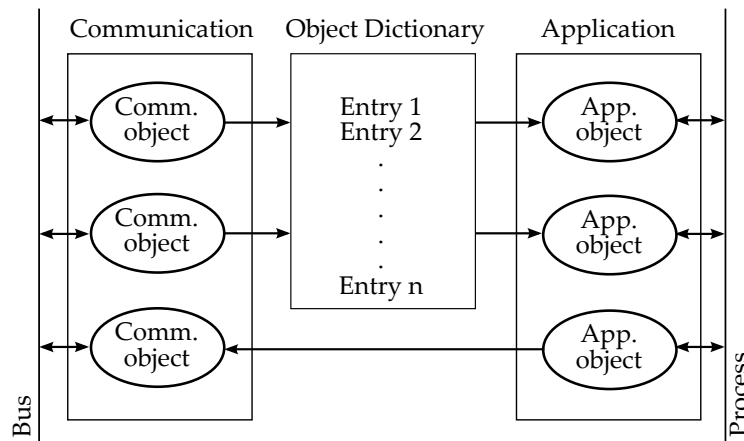 Communication
Object Dictionary
Application
Comm.
object
Entry 1
Entry 2
.
.
.
.
.
Entry n
App.
object
Comm.
object
App.
object
Comm.
object
App.
object
Bus
Process